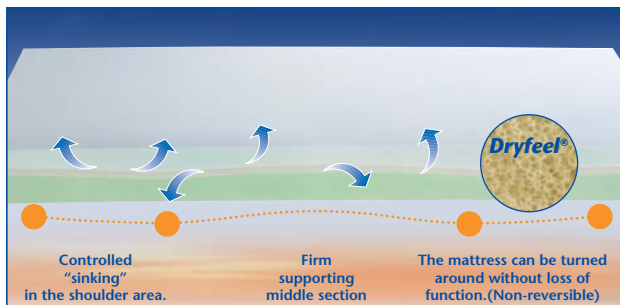 Dryfeel®
Controlled
"sinking"
in the shoulder area.
Firm
supporting
middle section
The mattress can be turned
around without loss of
function.(Non-reversible)